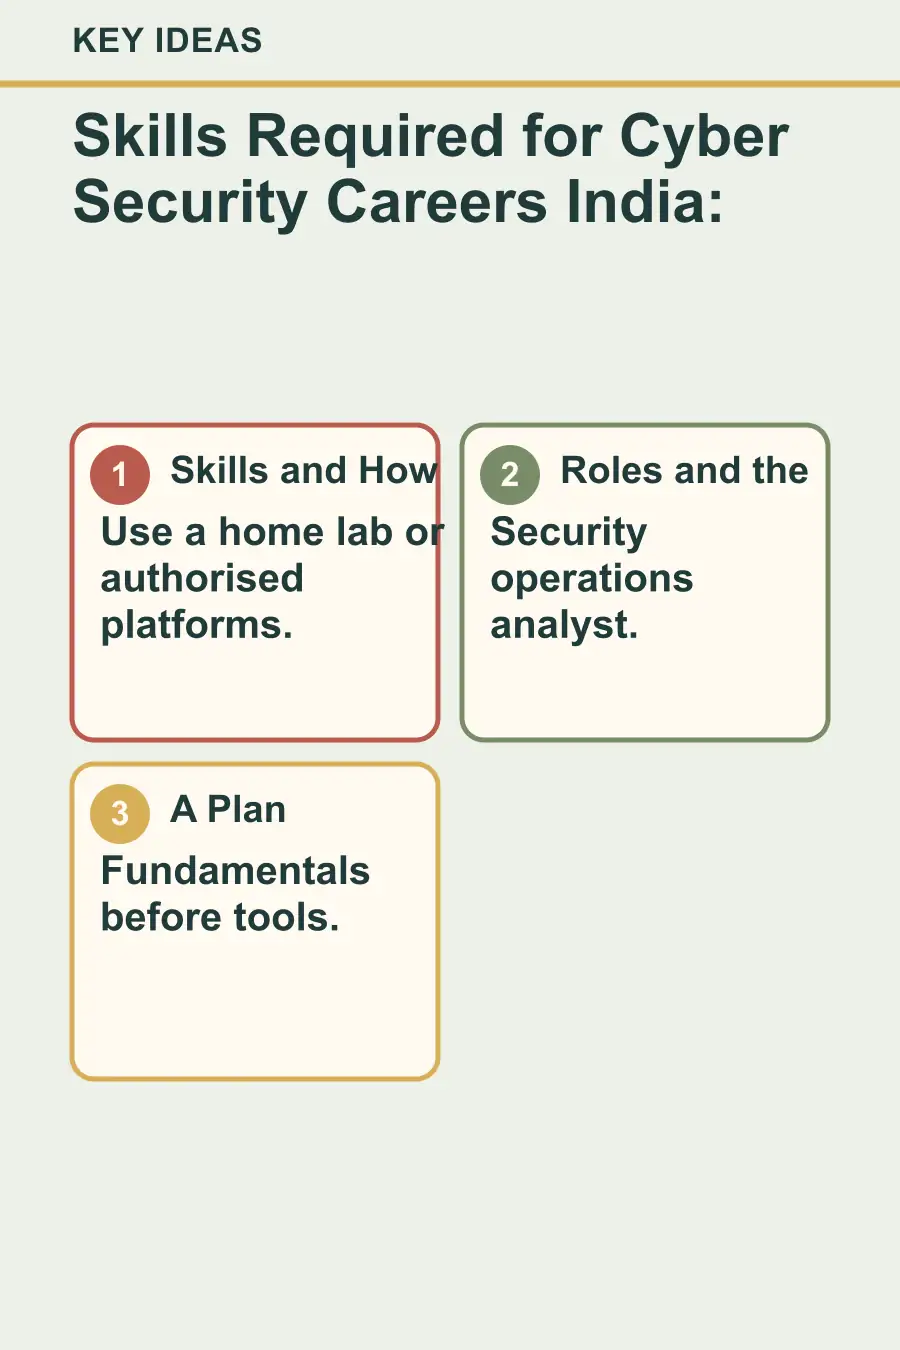 KEY IDEAS
Skills Required for Cyber
Security Careers India:
1 Skills and How
Use a home lab or
authorised
platforms.
2 Roles and the
Security
operations
analyst.
3 A Plan
Fundamentals
before tools.